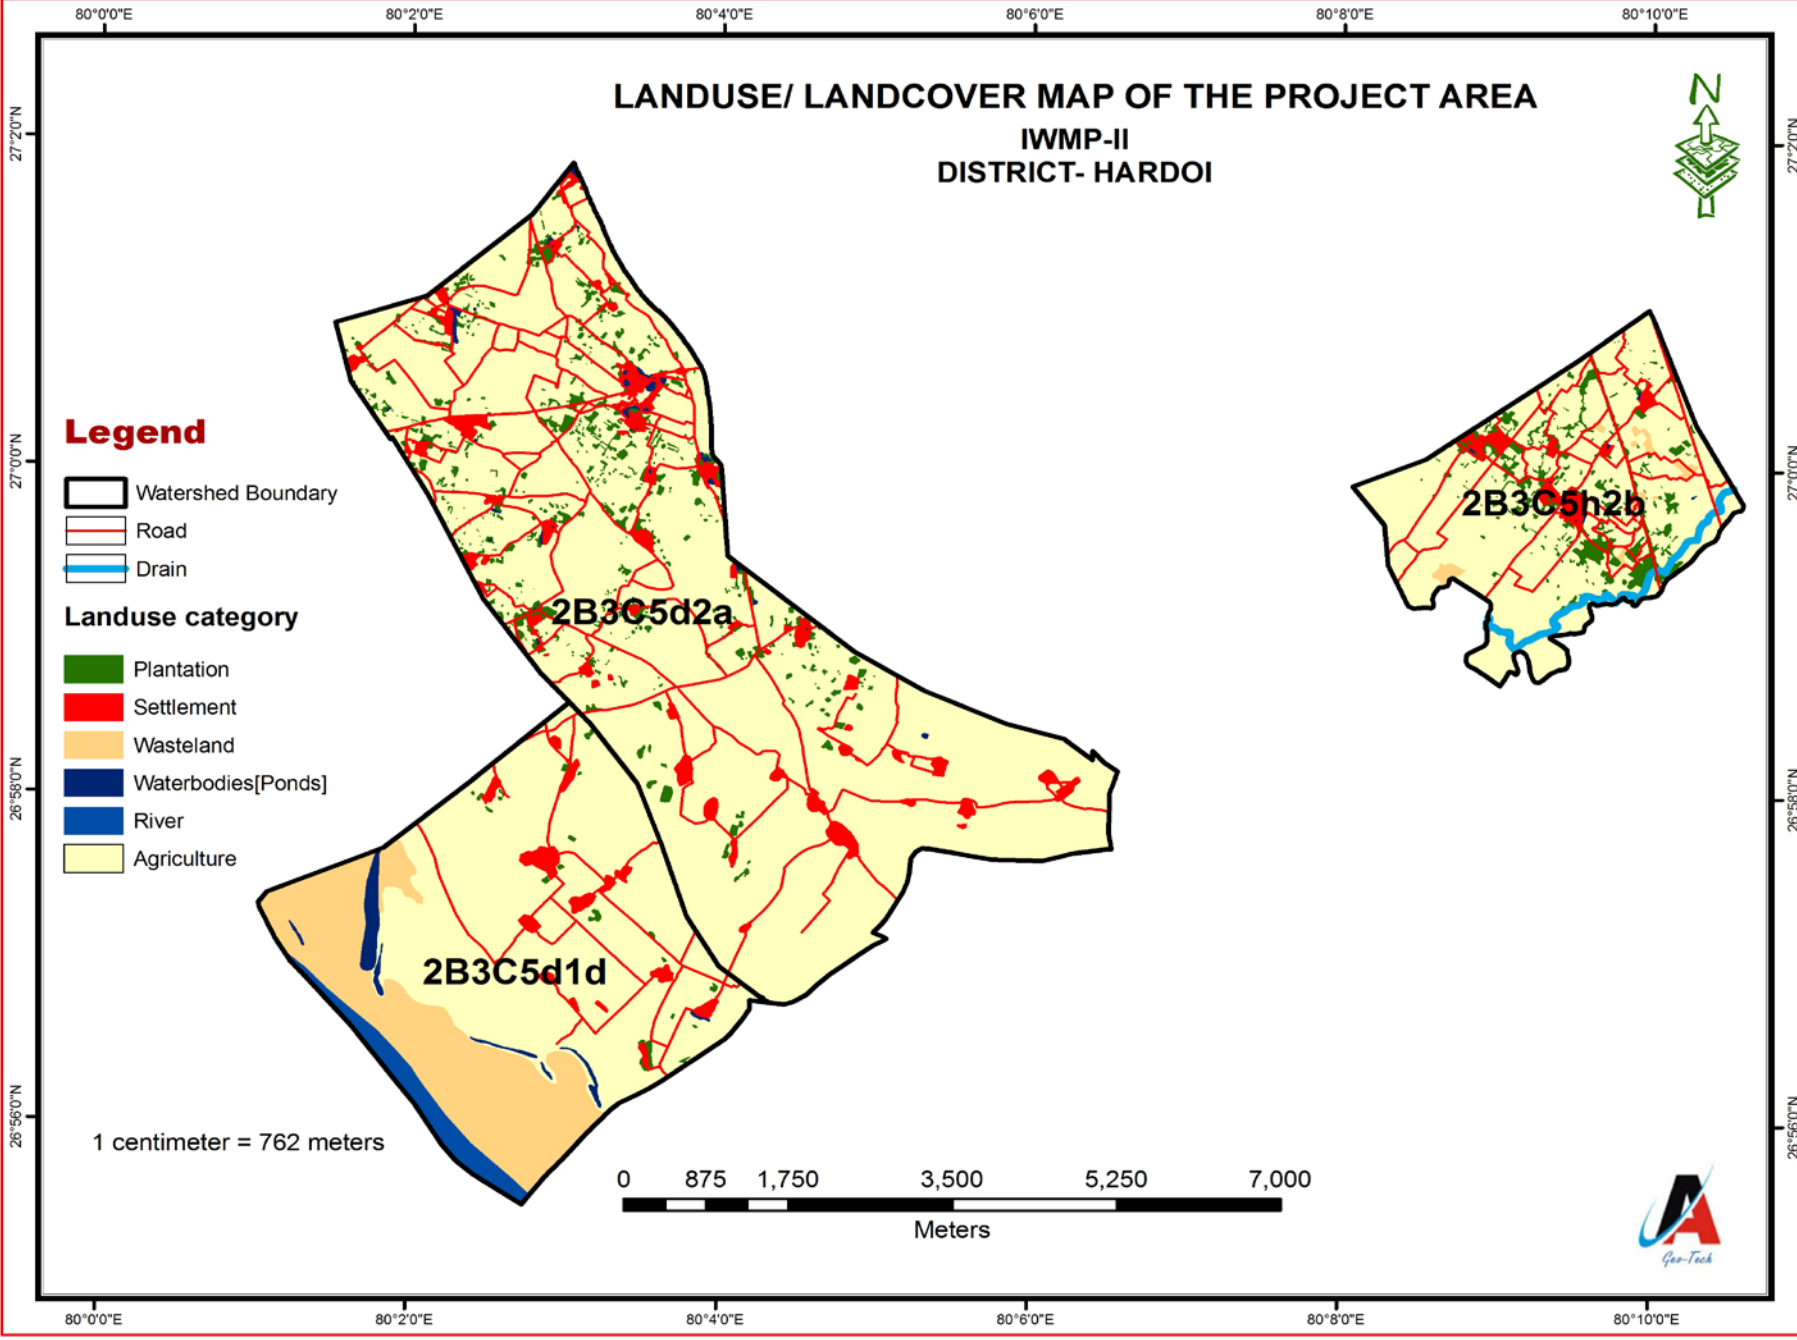 80°0'0"E 80°2'0"E 80°4'0"E 80°6'0"E 80°8'0"E 80°10'0"E
LANDUSE/ LANDCOVER MAP OF THE PROJECT AREA
IWMP-II
DISTRICT- HARDOI
N
27°2'0"N 27°2'0"N
Legend
27°0'0"N 27°0'0"N
Watershed Boundary
Road
Drain
Landuse category
Plantation
Settlement
Wasteland
Waterbodies[Ponds]
River
Agriculture
2B3C5h2b
2B3C5d2a
26°58'0"N 26°58'0"N
2B3C5d1d
26°56'0"N 26°56'0"N
1 centimeter = 762 meters
0 875 1,750 3,500 5,250 7,000
Meters
A
Geo-Tech
80°0'0"E 80°2'0"E 80°4'0"E 80°6'0"E 80°8'0"E 80°10'0"E